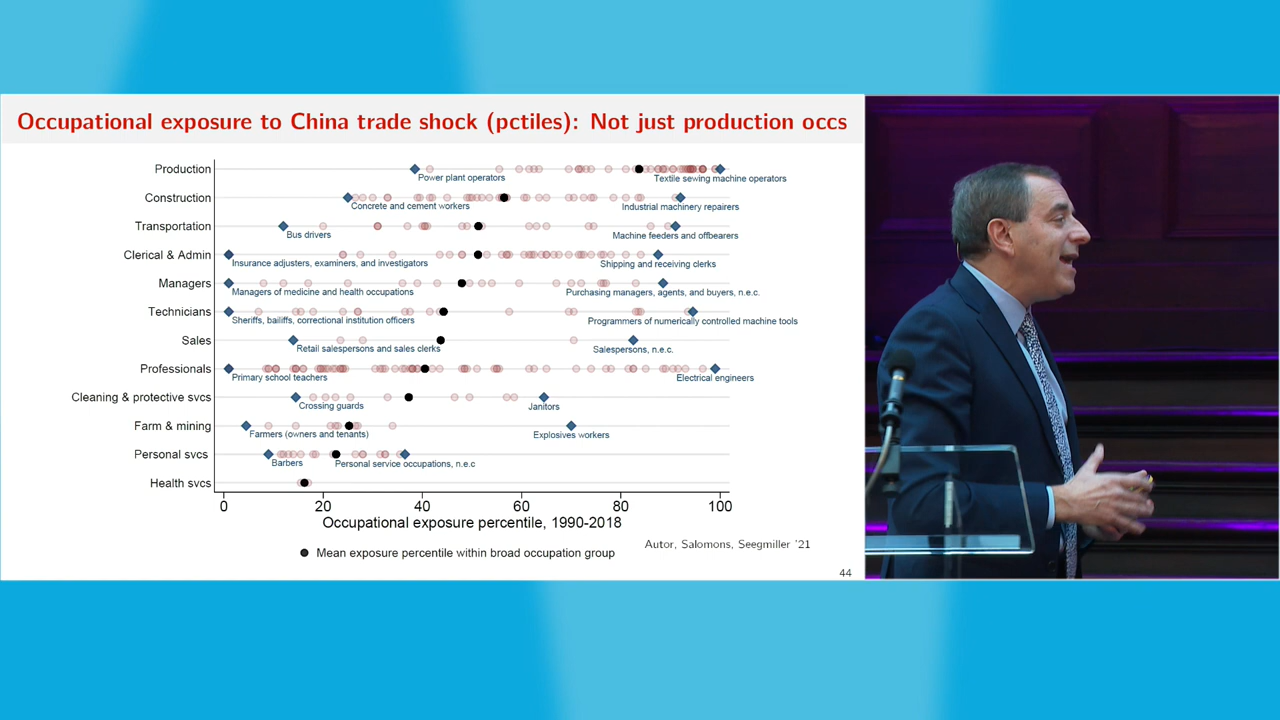 Occupational exposure to China trade shock (pctiles): Not just production occs
Production
Power plant operators
Textile sewing machine operators
Construction
Concrete and cement workers
Industrial machinery repairers
Transportation
Bus drivers
Machine feeders and offbearers
Clerical & Admin
Insurance adjusters, examiners, and investigators
Shipping and receiving clerks
Managers
Managers of medicine and health occupations
Purchasing managers, agents, and buyers, n.e.c.
Technicians
Sheriffs, bailiffs, correctional institution officers
Programmers of numerically controlled machine tools
Sales
Retail salespersons and sales clerks
Salespersons, n.e.c.
Professionals
Primary school teachers
Electrical engineers
Cleaning & protective svcs
Crossing guards
Janitors
Farm & mining
Farmers (owners and tenants)
Explosives workers
Personal svcs
Barbers
Personal service occupations, n.e.c
Health svcs
0 20 40 60 80 100
Occupational exposure percentile, 1990-2018
Mean exposure percentile within broad occupation group
Autor, Salomons, Seegmiller '21
44